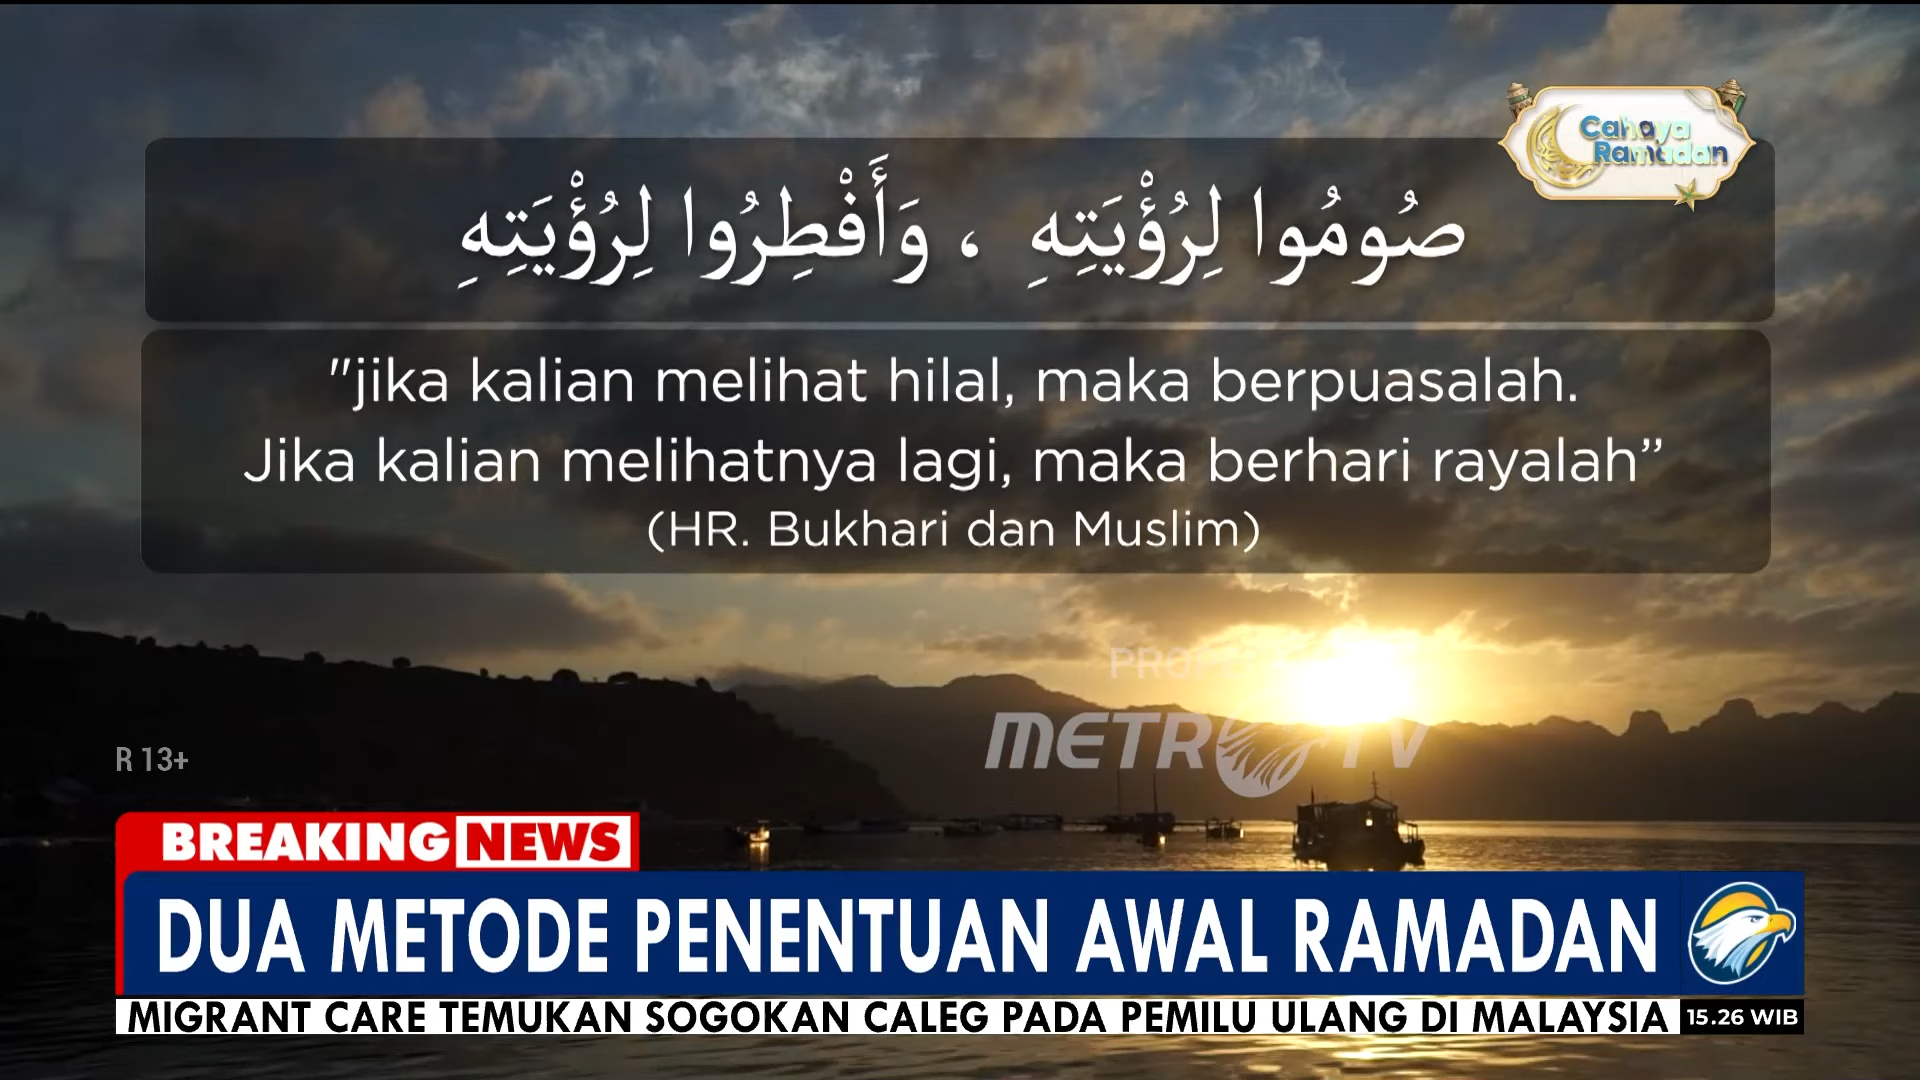 Cahaya
Ramadan
صُومُوا لِرُؤْيَتِهِ ، وَأَفْطِرُوا لِرُؤْيَتِهِ
"jika kalian melihat hilal, maka berpuasalah.
Jika kalian melihatnya lagi, maka berhari rayalah”
(HR. Bukhari dan Muslim)
METRO TV
R 13+
BREAKING NEWS
DUA METODE PENENTUAN AWAL RAMADAN
MIGRANT CARE TEMUKAN SOGOKAN CALEG PADA PEMILU ULANG DI MALAYSIA
15.26 WIB